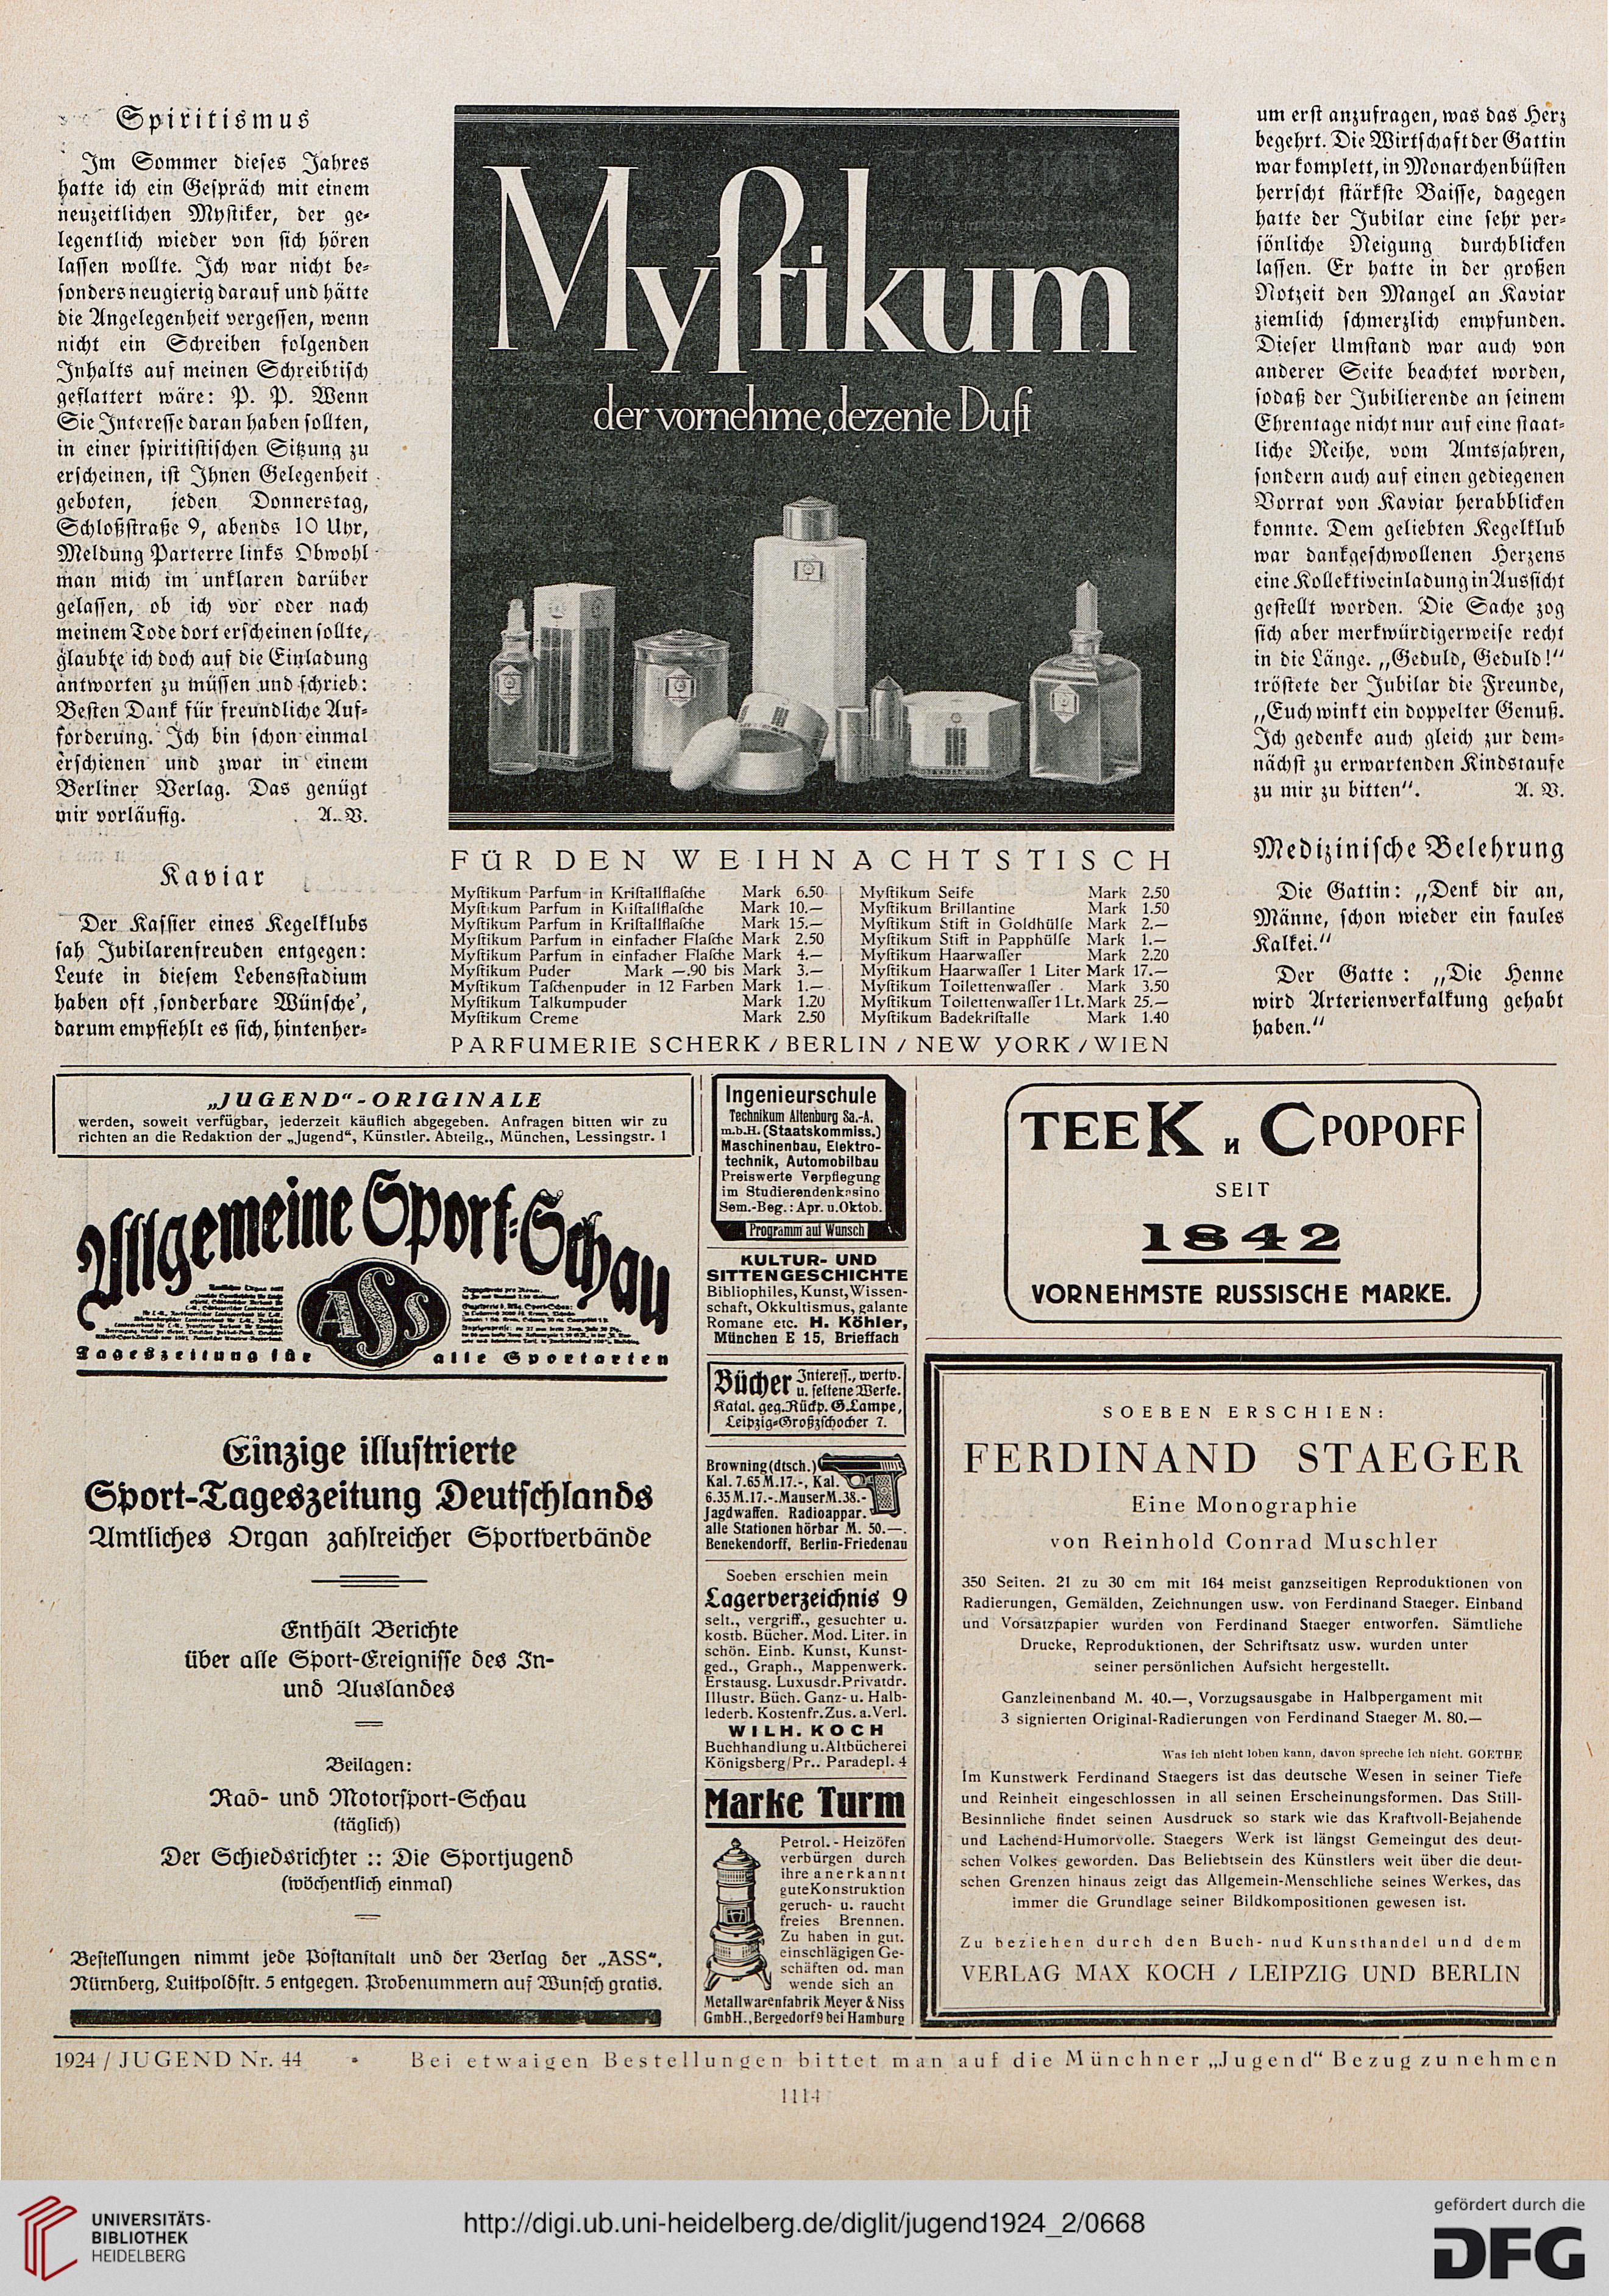 Spiritismus
Im Sommer dieses Jahres
hatte ich ein Gespräch mit einem
neuzeitlichen Mystiker, der ge-
legentlich wieder von sich hören
lassen wollte. Ich war nicht be-
sonders neugierig darauf und hätte
die Angelegenheit vergessen, wenn
nicht ein Schreiben folgenden
Inhalts auf meinen Schreibtisch
geflattert wäre: P. P. Wenn
Sie Interesse daran haben sollten,
in einer spiritistischen Sitzung zu
erscheinen, ist Ihnen Gelegenheit
geboten, jeden Donnerstag,
Schloßstraße 9, abends 10 Uhr,
Meldung Parterre links Obwohl
man mich im unklaren darüber
gelassen, ob ich vor oder nach
meinem Tode dort erscheinen sollte,
glaubte ich doch auf die Einladung
antworten zu müssen und schrieb:
Besten Dank für freundliche Auf-
forderung. Ich bin schon einmal
erschienen und zwar in einem
Berliner Verlag. Das genügt
mir vorläufig. A. V.
Kaviar
Der Kassier eines Kegelklubs
sah Jubilarenfreuden entgegen:
Leute in diesem Lebensstadium
haben oft ‚sonderbare Wünsche',
darum empfiehlt es sich, hintenher-
Myſtikum
der vornehme, dezente Duft
FÜR DEN WEIHNACHTSTISCH
Myſtikum Parfum in Kriſtallflaſche Mark 6.50
Myſtikum Parfum in Kriſtallflaſche Mark 10.—
Myſtikum Parfum in Kriſtallflaſche Mark 15.—
Myſtikum Parfum in einfacher Flaſche Mark 2.50
Myſtikum Parfum in einfacher Flaſche Mark 4.—
Myſtikum Puder Mark —.90 bis Mark 3.—
Myſtikum Taſchenpuder in 12 Farben Mark 1.—
Myſtikum Talkumpuder Mark 1.20
Myſtikum Creme Mark 2.50
Myſtikum Seife Mark 2.50
Myſtikum Brillantine Mark 1.50
Myſtikum Stift in Goldhülſe Mark 2.—
Myſtikum Stift in Papphülſe Mark 1.—
Myſtikum Haarwaſſer Mark 2.20
Myſtikum Haarwaſſer 1 Liter Mark 17.—
Myſtikum Toilettenwaſſer Mark 3.50
Myſtikum Toilettenwaſſer 1 Lt. Mark 25.—
Myſtikum Badekriſtalle Mark 1.40
PARFUMERIE SCHERK / BERLIN / NEW YORK / WIEN
um erst anzufragen, was das Herz
begehrt. Die Wirtschaft der Gattin
war komplett, in Monarchenbüsten
herrscht stärkste Baisse, dagegen
hatte der Jubilar eine sehr per-
sönliche Neigung durchblicken
lassen. Er hatte in der großen
Notzeit den Mangel an Kaviar
ziemlich schmerzlich empfunden.
Dieser Umstand war auch von
anderer Seite beachtet worden,
sodaß der Jubilierende an seinem
Ehrentage nicht nur auf eine staat-
liche Reihe, vom Amtsjahren,
sondern auch auf einen gediegenen
Vorrat von Kaviar herabblicken
konnte. Dem geliebten Kegelklub
war dankgeschwollenen Herzens
eine Kollektiveinladung in Aussicht
gestellt worden. Die Sache zog
sich aber merkwürdigerweise recht
in die Länge. „Geduld, Geduld!"
tröstete der Jubilar die Freunde,
„Euch winkt ein doppelter Genuß.
Ich gedenke auch gleich zur dem-
nächst zu erwartenden Kindstaufe
zu mir zu bitten". A. V.
Medizinische Belehrung
Die Gattin: „Denk dir an,
Männe, schon wieder ein faules
Kalkei."
Der Gatte: „Die Henne
wird Arterienverkalkung gehabt
haben."
„JUGEND"-ORIGINALE
werden, soweit verfügbar, jederzeit käuflich abgegeben. Anfragen bitten wir zu
richten an die Redaktion der „Jugend", Künstler. Abteilg., München, Lessingstr. 1
Allgemeine Sport-Schau
ASS
Tageszeitung für alle Sportarten
Einzige illustrierte
Sport-Tageszeitung Deutschlands
Amtliches Organ zahlreicher Sportverbände
Enthält Berichte
über alle Sport-Ereignisse des In-
und Auslandes
Beilagen:
Rad- und Motorsport-Schau
(täglich)
Der Schiedsrichter :: Die Sportjugend
(wöchentlich einmal)
Bestellungen nimmt jede Postanstalt und der Verlag der „ASS",
Nürnberg, Luitpoldstr. 5 entgegen. Probenummern auf Wunsch gratis.
Ingenieurschule
Technikum Altenburg Sa.-A.
m.b.H. (Staatskommiss.)
Maschinenbau, Elektro-
technik, Automobilbau
Preiswerte Verpflegung
im Studierendenkasino
Sem.-Beg.: Apr. u. Oktob.
Programm auf Wunsch
KULTUR- UND
SITTENGESCHICHTE
Bibliophiles, Kunst, Wissen-
schaft, Okkultismus, galante
Romane etc. H. Köhler,
München E 15, Brieffach
Bücher Interess., wertv.
u. seltene Werke.
Katal. geg. Rückp. G. Lampe,
Leipzig-Großzschocher 7.
Browning (dtsch.)
Kal. 7.65 M. 17.-, Kal.
6.35 M. 17.-. Mauser M. 38.-
Jagdwaffen. Radioappar.
alle Stationen hörbar M. 50.—.
Benekendorff, Berlin-Friedenau
Soeben erschien mein
Lagerverzeichnis 9
selt., vergriff., gesuchter u.
kostb. Bücher. Mod. Liter. in
schön. Einb. Kunst, Kunst-
ged., Graph., Mappenwerk.
Erstausg. Luxusdr. Privatdr.
Illustr. Büch. Ganz- u. Halb-
lederb. Kostenfr. Zus. a. Verl.
WILH. KOCH
Buchhandlung u. Altbücherei
Königsberg/Pr.. Paradepl. 4
Marke Turm
Petrol.-Heizöfen
verbürgen durch
ihre anerkannt
gute Konstruktion
geruch- u. raucht
freies Brennen.
Zu haben in gut.
einschlägigen Ge-
schäften od. man
wende sich an
Metallwarenfabrik Meyer & Niss
GmbH., Bergedorf 9 bei Hamburg
TEEK и С POPOFF
SEIT
1842
VORNEHMSTE RUSSISCHE MARKE.
SOEBEN ERSCHIEN:
FERDINAND STAEGER
Eine Monographie
von Reinhold Conrad Muschler
350 Seiten. 21 zu 30 cm mit 164 meist ganzseitigen Reproduktionen von
Radierungen, Gemälden, Zeichnungen usw. von Ferdinand Staeger. Einband
und Vorsatzpapier wurden von Ferdinand Staeger entworfen. Sämtliche
Drucke, Reproduktionen, der Schriftsatz usw. wurden unter
seiner persönlichen Aufsicht hergestellt.
Ganzleinenband M. 40.—, Vorzugsausgabe in Halbpergament mit
3 signierten Original-Radierungen von Ferdinand Staeger M. 80.—
Was ich nicht loben kann, davon spreche ich nicht. GOETHE
Im Kunstwerk Ferdinand Staegers ist das deutsche Wesen in seiner Tiefe
und Reinheit eingeschlossen in all seinen Erscheinungsformen. Das Still-
Besinnliche findet seinen Ausdruck so stark wie das Kraftvoll-Bejahende
und Lachend-Humorvolle. Staegers Werk ist längst Gemeingut des deut-
schen Volkes geworden. Das Beliebtsein des Künstlers weit über die deut-
schen Grenzen hinaus zeigt das Allgemein-Menschliche seines Werkes, das
immer die Grundlage seiner Bildkompositionen gewesen ist.
Zu beziehen durch den Buch- nud Kunsthandel und dem
VERLAG MAX KOCH / LEIPZIG UND BERLIN
1924 / JUGEND Nr. 44 * Bei etwaigen Bestellungen bittet man auf die Münchner „Jugend" Bezug zu nehmen
1114
UNIVERSITÄTS-
BIBLIOTHEK
HEIDELBERG
http://digi.ub.uni-heidelberg.de/diglit/jugend1924_2/0668
gefördert durch die
DFG